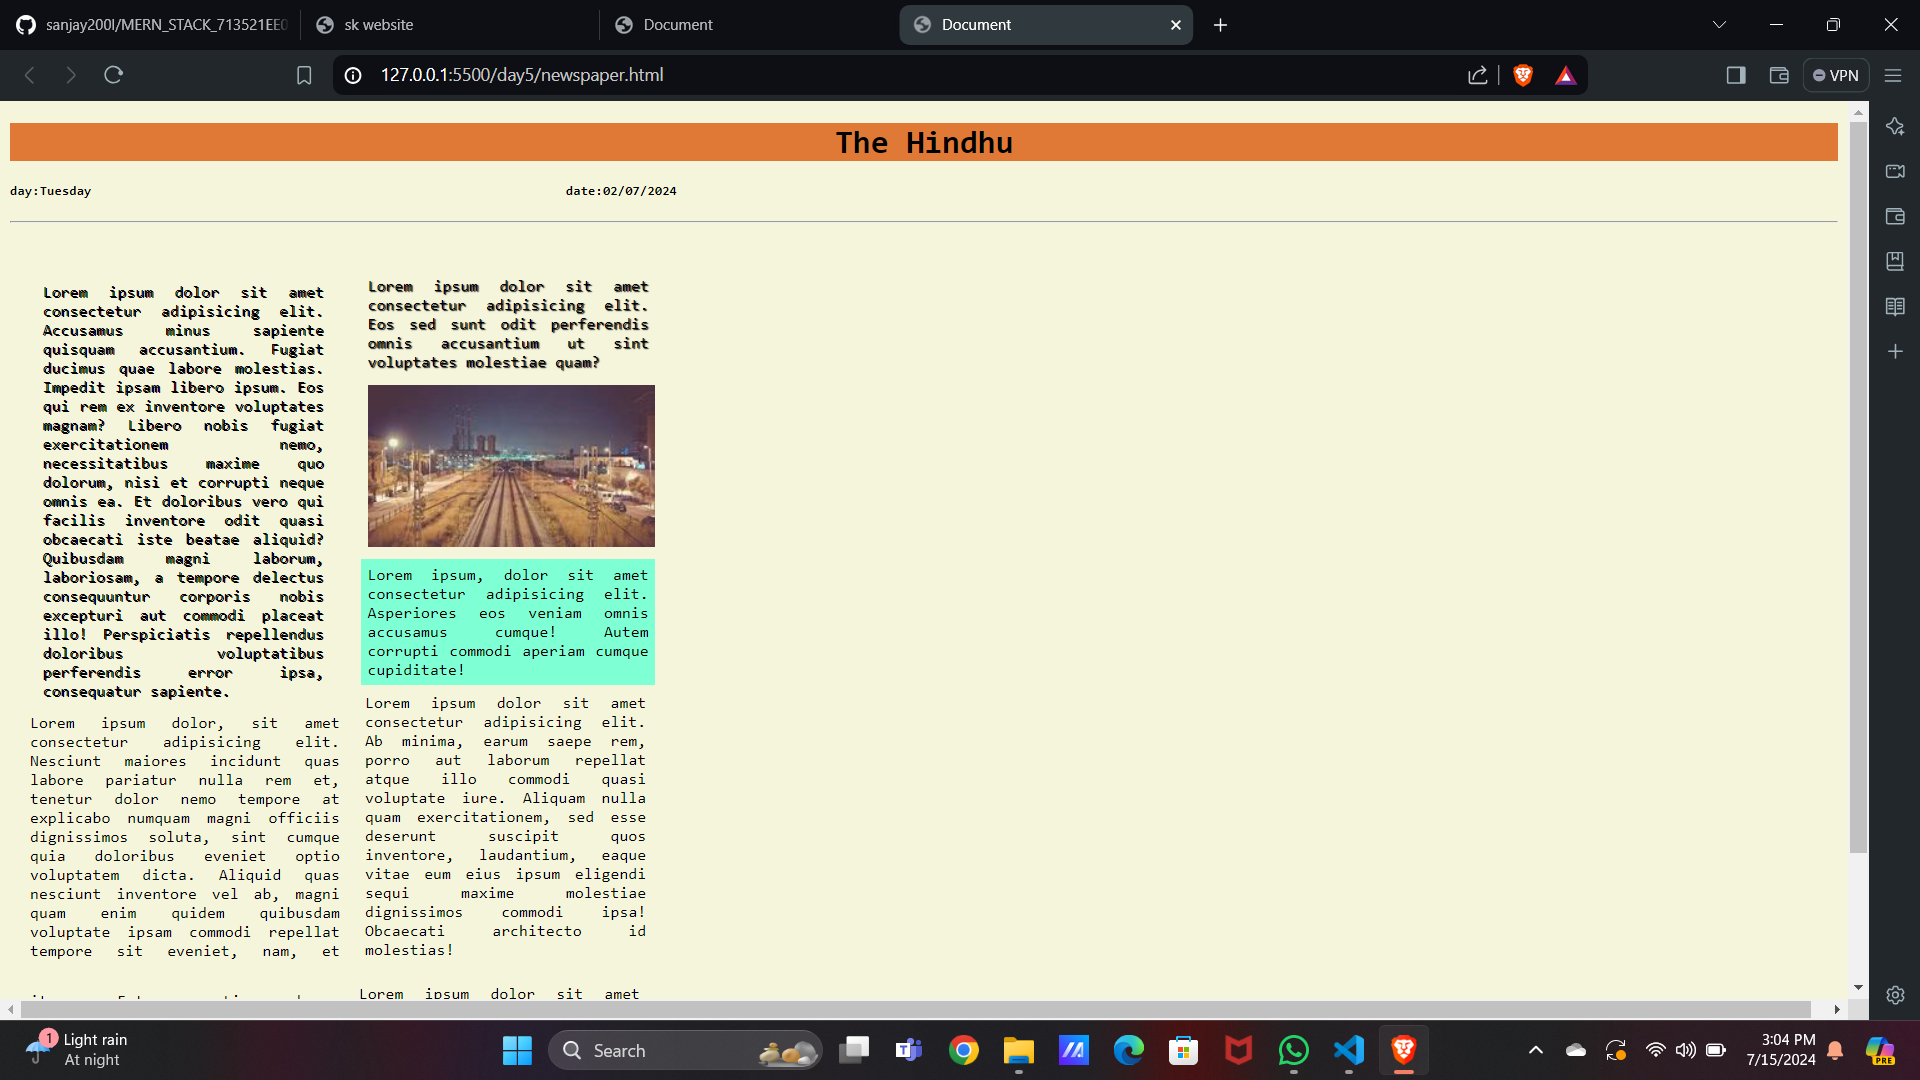 sanjay200l/MERN_STACK_713521EE0
sk website
Document
Document
127.0.0.1:5500/day5/newspaper.html
VPN
The Hindhu
day:Tuesday
date:02/07/2024
Lorem ipsum dolor sit amet
consectetur adipisicing elit.
Accusamus minus sapiente
quisquam accusantium. Fugiat
ducimus quae labore molestias.
Impedit ipsam libero ipsum. Eos
qui rem ex inventore voluptates
magnam? Libero nobis fugiat
exercitationem nemo,
necessitatibus maxime quo
dolorum, nisi et corrupti neque
omnis ea. Et doloribus vero qui
facilis inventore odit quasi
obcaecati iste beatae aliquid?
Quibusdam magni laborum,
laboriosam, a tempore delectus
consequuntur corporis nobis
excepturi aut commodi placeat
illo! Perspiciatis repellendus
doloribus voluptatibus
perferendis error ipsa,
consequatur sapiente.
Lorem ipsum dolor, sit amet
consectetur adipisicing elit.
Nesciunt maiores incidunt quas
labore pariatur nulla rem et,
tenetur dolor nemo tempore at
explicabo numquam magni officiis
dignissimos soluta, sint cumque
quia doloribus eveniet optio
voluptatem dicta. Aliquid quas
nesciunt inventore vel ab, magni
quam enim quidem quibusdam
voluptate ipsam commodi repellat
tempore sit eveniet, nam, et
Lorem ipsum dolor sit amet
consectetur adipisicing elit.
Eos sed sunt odit perferendis
omnis accusantium ut sint
voluptates molestiae quam?
Lorem ipsum, dolor sit amet
consectetur adipisicing elit.
Asperiores eos veniam omnis
accusamus cumque! Autem
corrupti commodi aperiam cumque
cupiditate!
Lorem ipsum dolor sit amet
consectetur adipisicing elit.
Ab minima, earum saepe rem,
porro aut laborum repellat
atque illo commodi quasi
voluptate iure. Aliquam nulla
quam exercitationem, sed esse
deserunt suscipit quos
inventore, laudantium, eaque
vitae eum eius ipsum eligendi
sequi maxime molestiae
dignissimos commodi ipsa!
Obcaecati architecto id
molestias!
Lorem ipsum dolor sit amet
1
Light rain
At night
Search
3:04 PM
7/15/2024
PRE